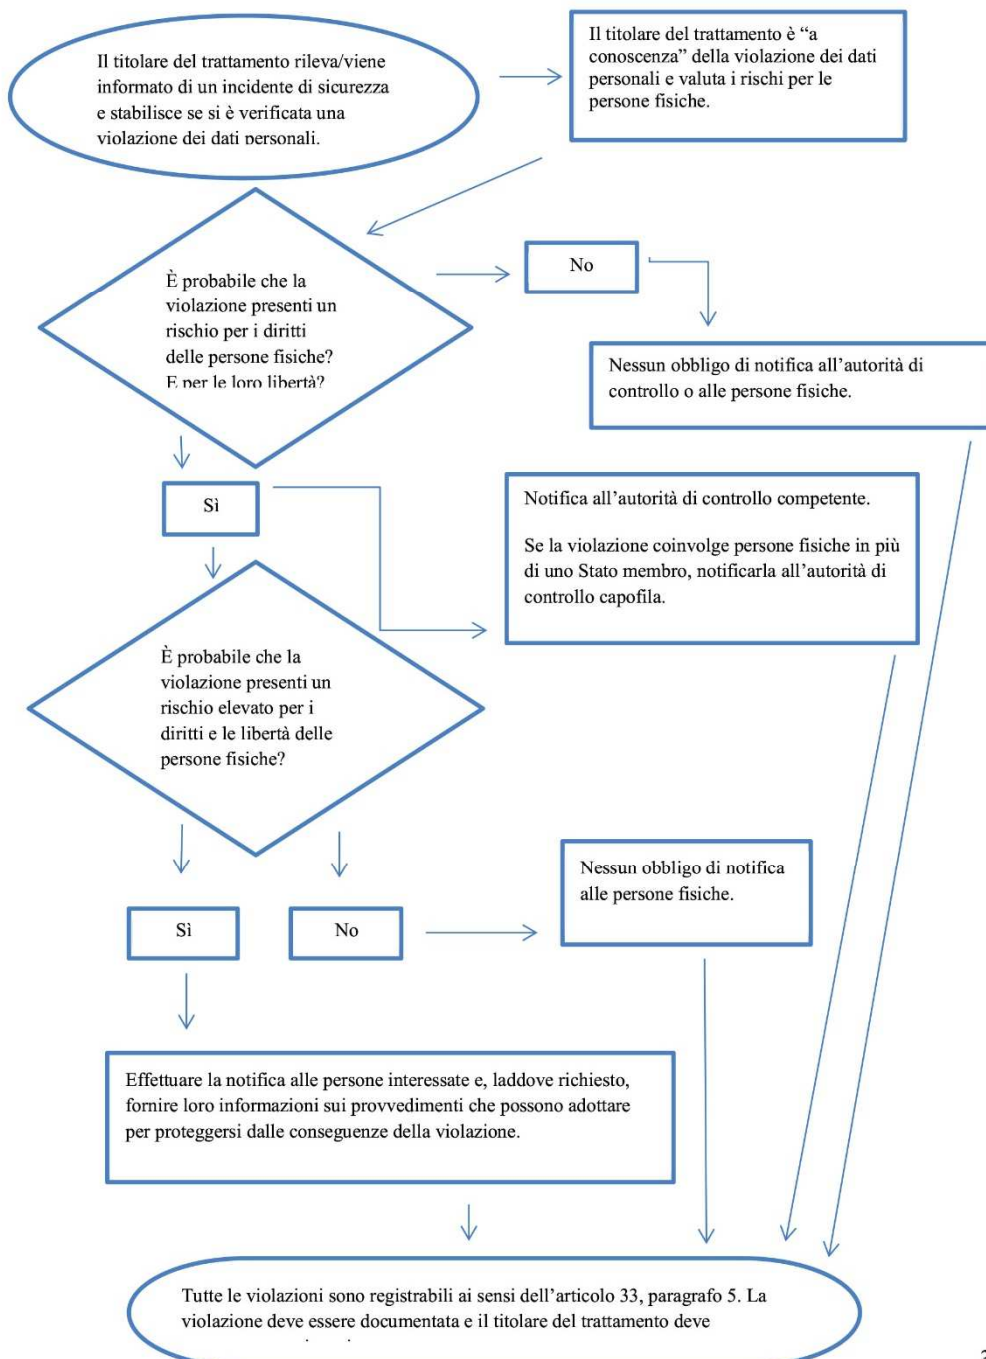 Il titolare del trattamento rileva/viene
informato di un incidente di sicurezza
e stabilisce se si è verificata una
violazione dei dati personali.
Il titolare del trattamento è “a
conoscenza” della violazione dei dati
personali e valuta i rischi per le
persone fisiche.
È probabile che la
violazione presenti un
rischio per i diritti
delle persone fisiche?
E per le loro libertà?
No
Nessun obbligo di notifica all’autorità di
controllo o alle persone fisiche.
Sì
Notifica all’autorità di controllo competente.
Se la violazione coinvolge persone fisiche in più
di uno Stato membro, notificarla all’autorità di
controllo capofila.
È probabile che la
violazione presenti un
rischio elevato per i
diritti e le libertà delle
persone fisiche?
Sì
No
Nessun obbligo di notifica
alle persone fisiche.
Effettuare la notifica alle persone interessate e, laddove richiesto,
fornire loro informazioni sui provvedimenti che possono adottare
per proteggersi dalle conseguenze della violazione.
Tutte le violazioni sono registrabili ai sensi dell’articolo 33, paragrafo 5. La
violazione deve essere documentata e il titolare del trattamento deve